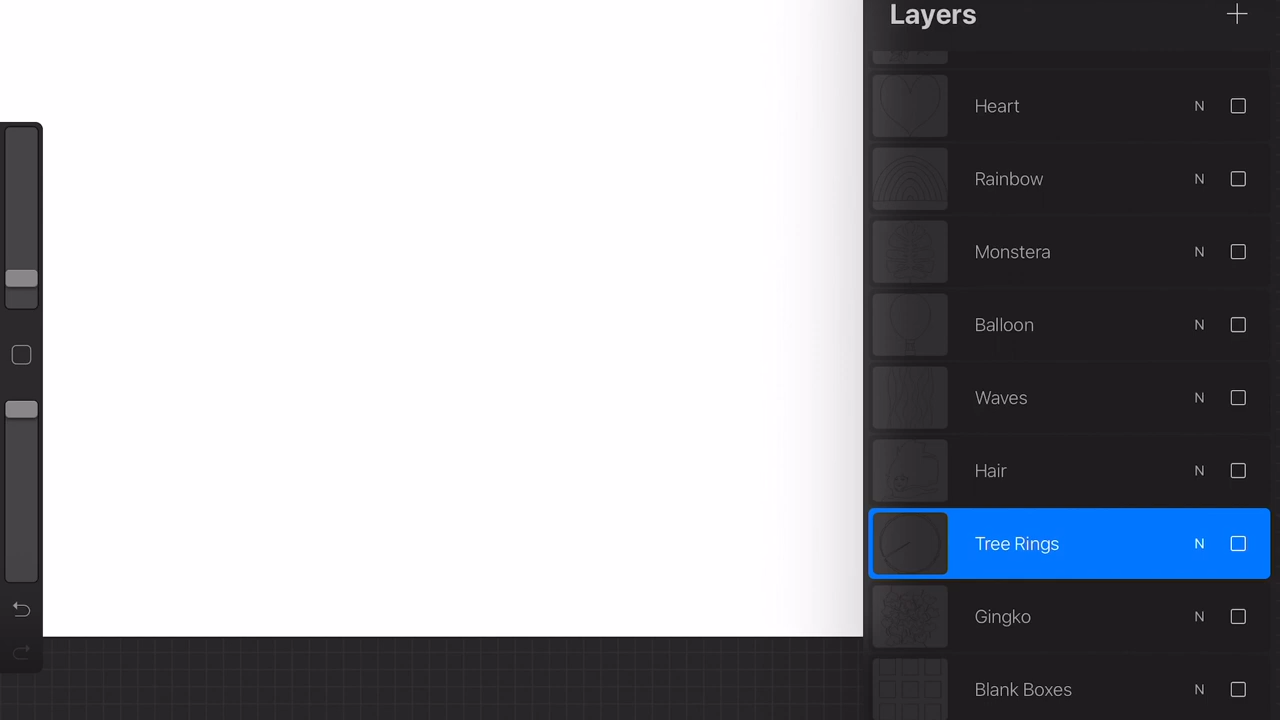 Layers
Heart N
Rainbow N
Monstera N
Balloon N
Waves N
Hair N
Tree Rings N
Gingko N
Blank Boxes N